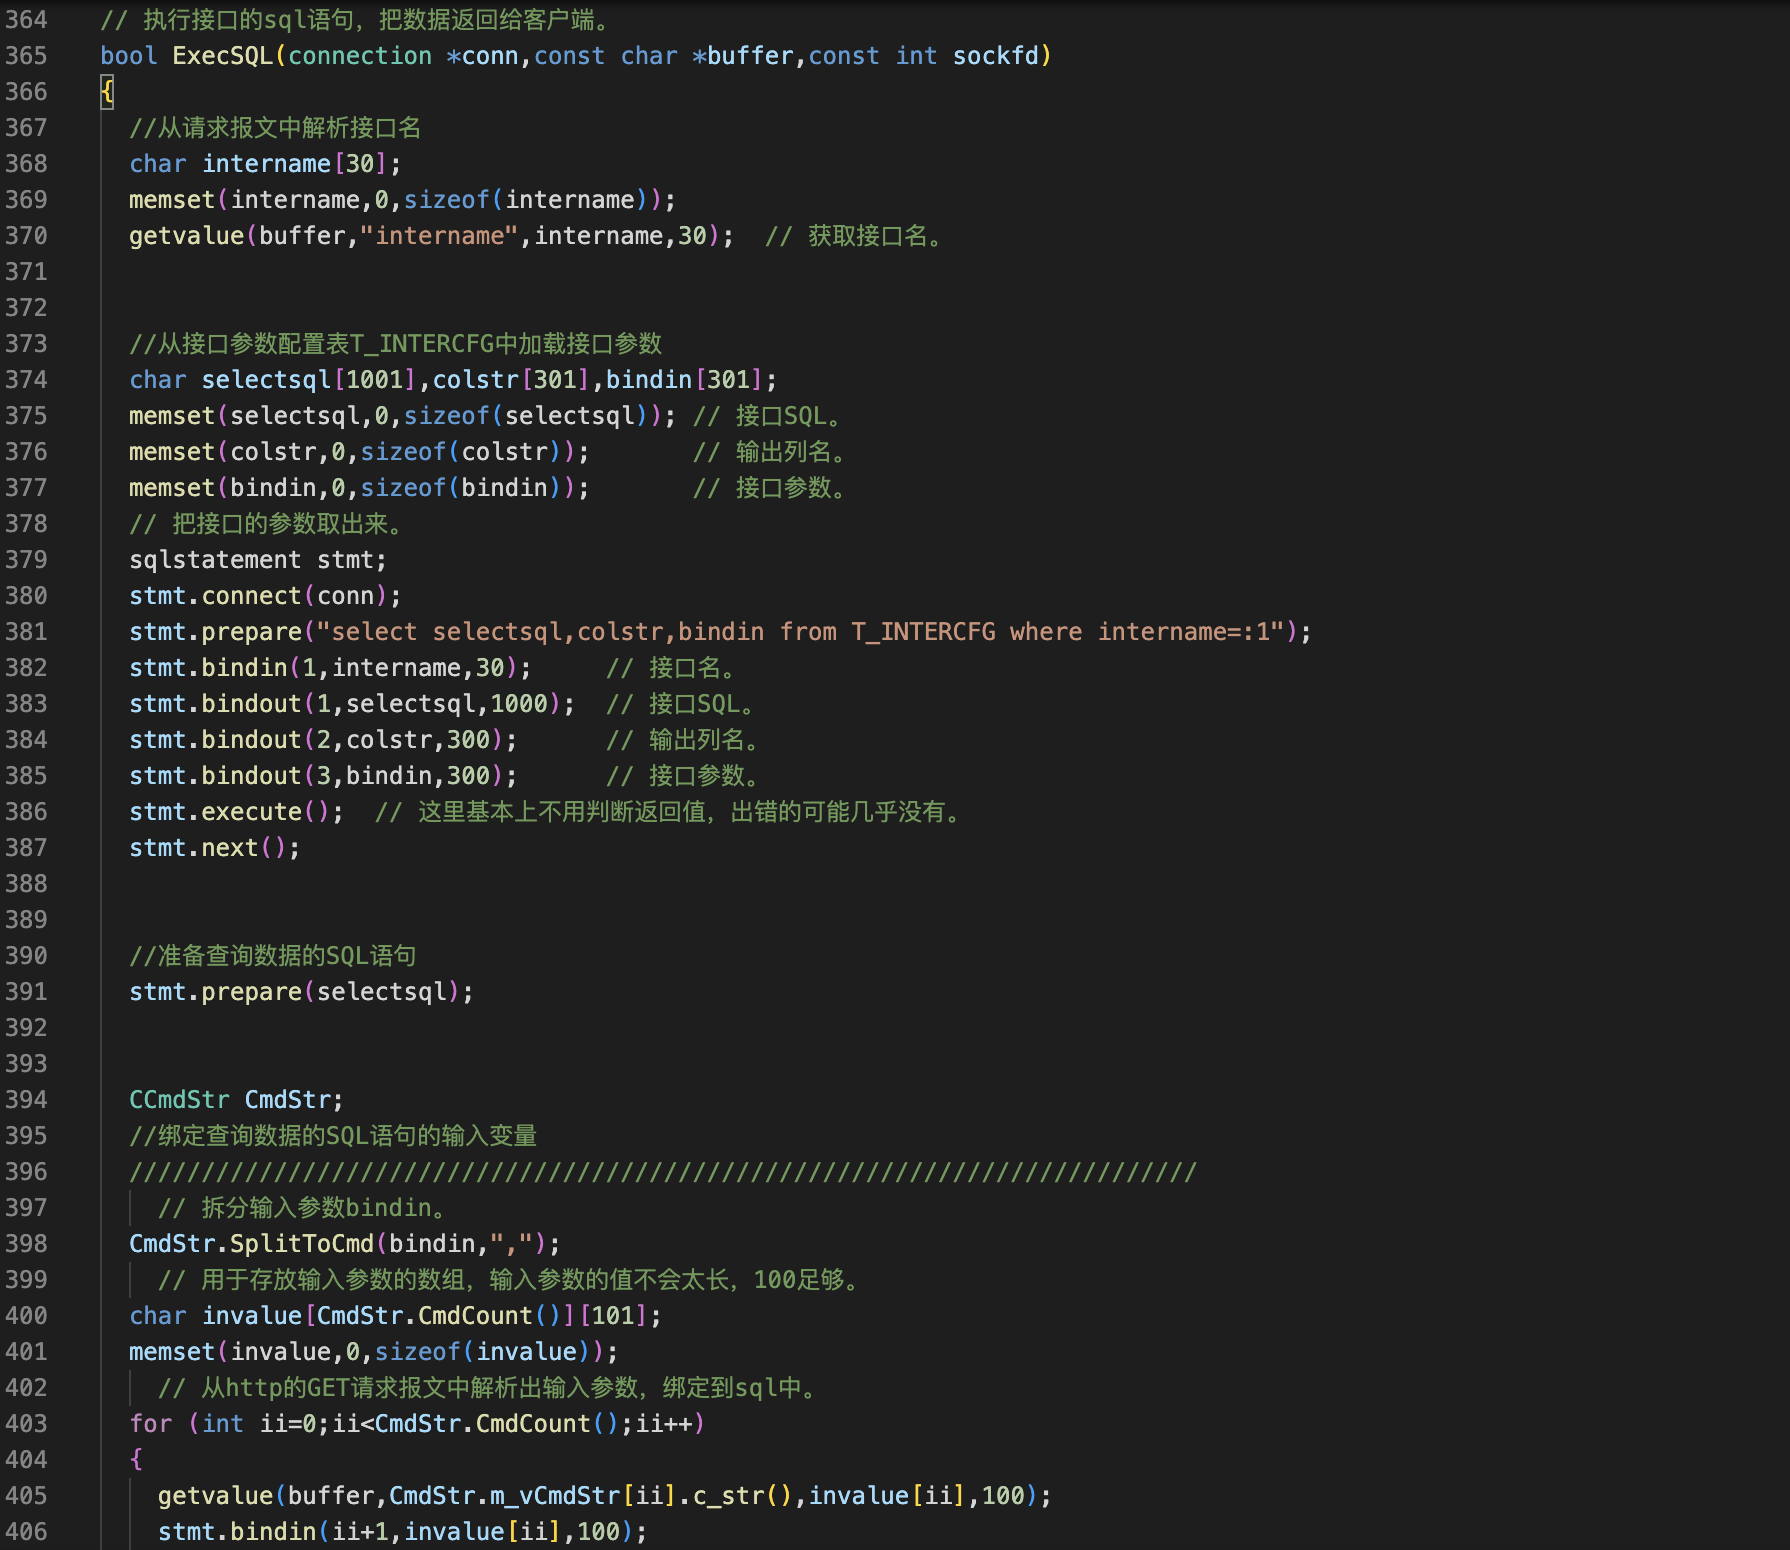 364 // 执行接口的sql语句，把数据返回给客户端。
365 bool ExecSQL(connection *conn,const char *buffer,const int sockfd)
366 {
367 //从请求报文中解析接口名
368 char intername[30];
369 memset(intername,0,sizeof(intername));
370 getvalue(buffer,"intername",intername,30);  // 获取接口名。
371
372
373 //从接口参数配置表T_INTERCFG中加载接口参数
374 char selectsql[1001],colstr[301],bindin[301];
375 memset(selectsql,0,sizeof(selectsql)); // 接口SQL。
376 memset(colstr,0,sizeof(colstr));       // 输出列名。
377 memset(bindin,0,sizeof(bindin));       // 接口参数。
378 // 把接口的参数取出来。
379 sqlstatement stmt;
380 stmt.connect(conn);
381 stmt.prepare("select selectsql,colstr,bindin from T_INTERCFG where intername=:1");
382 stmt.bindin(1,intername,30);     // 接口名。
383 stmt.bindout(1,selectsql,1000);  // 接口SQL。
384 stmt.bindout(2,colstr,300);      // 输出列名。
385 stmt.bindout(3,bindin,300);      // 接口参数。
386 stmt.execute();  // 这里基本上不用判断返回值，出错的可能几乎没有。
387 stmt.next();
388
389
390 //准备查询数据的SQL语句
391 stmt.prepare(selectsql);
392
393
394 CCmdStr CmdStr;
395 //绑定查询数据的SQL语句的输入变量
396 //////////////////////////////////////////////////////////////////////////
397 // 拆分输入参数bindin。
398 CmdStr.SplitToCmd(bindin,",");
399 // 用于存放输入参数的数组，输入参数的值不会太长，100足够。
400 char invalue[CmdStr.CmdCount()][101];
401 memset(invalue,0,sizeof(invalue));
402 // 从http的GET请求报文中解析出输入参数，绑定到sql中。
403 for (int ii=0;ii<CmdStr.CmdCount();ii++)
404 {
405 getvalue(buffer,CmdStr.m_vCmdStr[ii].c_str(),invalue[ii],100);
406 stmt.bindin(ii+1,invalue[ii],100);